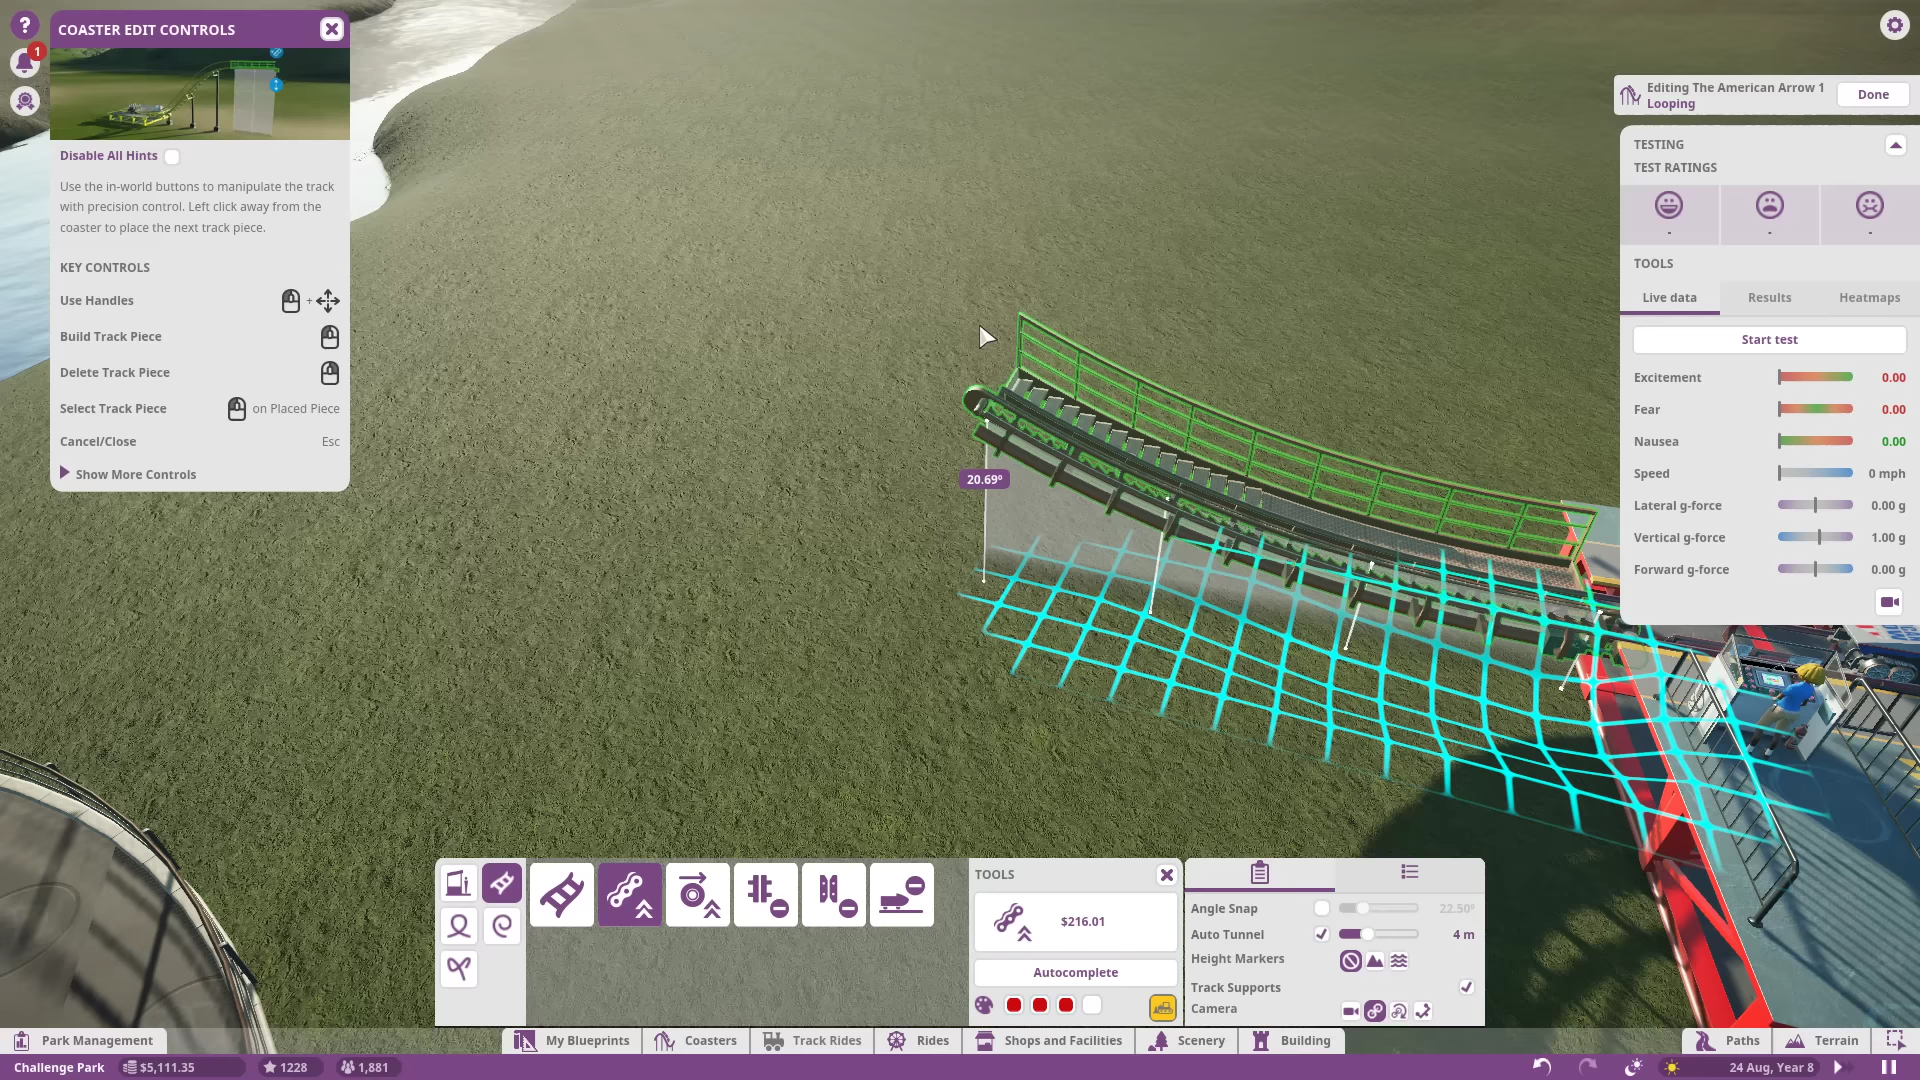 ?
1
COASTER EDIT CONTROLS
Disable All Hints
Use the in-world buttons to manipulate the track
with precision control. Left click away from the
coaster to place the next track piece.
KEY CONTROLS
Use Handles +
Build Track Piece
Delete Track Piece
Select Track Piece on Placed Piece
Cancel/Close Esc
Show More Controls
Editing The American Arrow 1
Looping
Done
TESTING
TEST RATINGS
- - -
TOOLS
Live data Results Heatmaps
Start test
Excitement 0.00
Fear 0.00
Nausea 0.00
Speed 0 mph
Lateral g-force 0.00 g
Vertical g-force 1.00 g
Forward g-force 0.00 g
20.69°
TOOLS
$216.01
Autocomplete
Angle Snap 22.50°
Auto Tunnel 4 m
Height Markers
Track Supports
Camera
Park Management
My Blueprints
Coasters
Track Rides
Rides
Shops and Facilities
Scenery
Building
Paths
Terrain
Challenge Park
$5,111.35
1228
1,881
24 Aug, Year 8